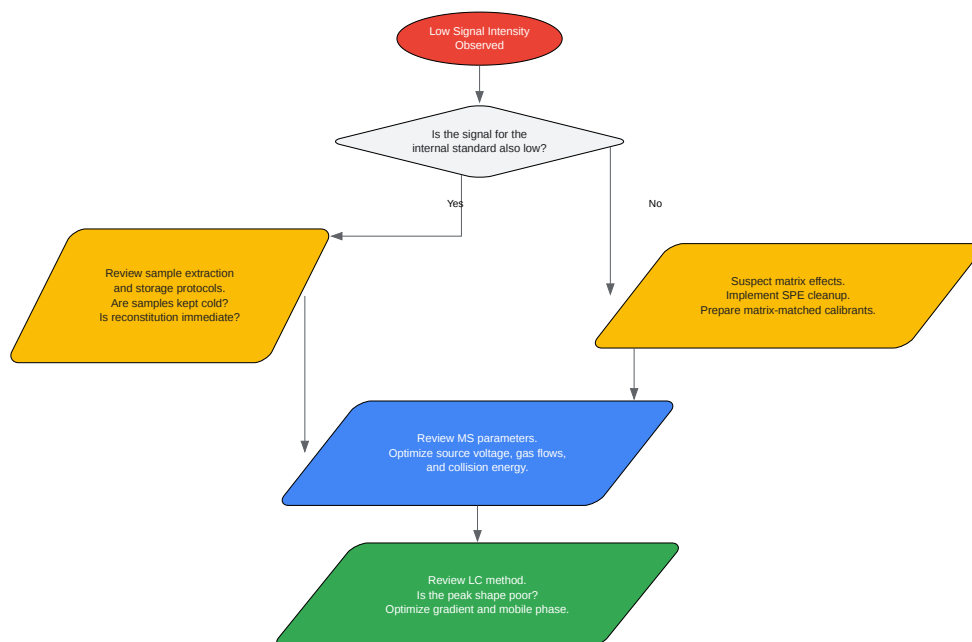 Low Signal Intensity
Observed
Is the signal for the
internal standard also low?
Yes
No
Review sample extraction
and storage protocols.
Are samples kept cold?
Is reconstitution immediate?
Suspect matrix effects.
Implement SPE cleanup.
Prepare matrix-matched calibrants.
Review MS parameters.
Optimize source voltage, gas flows,
and collision energy.
Review LC method.
Is the peak shape poor?
Optimize gradient and mobile phase.